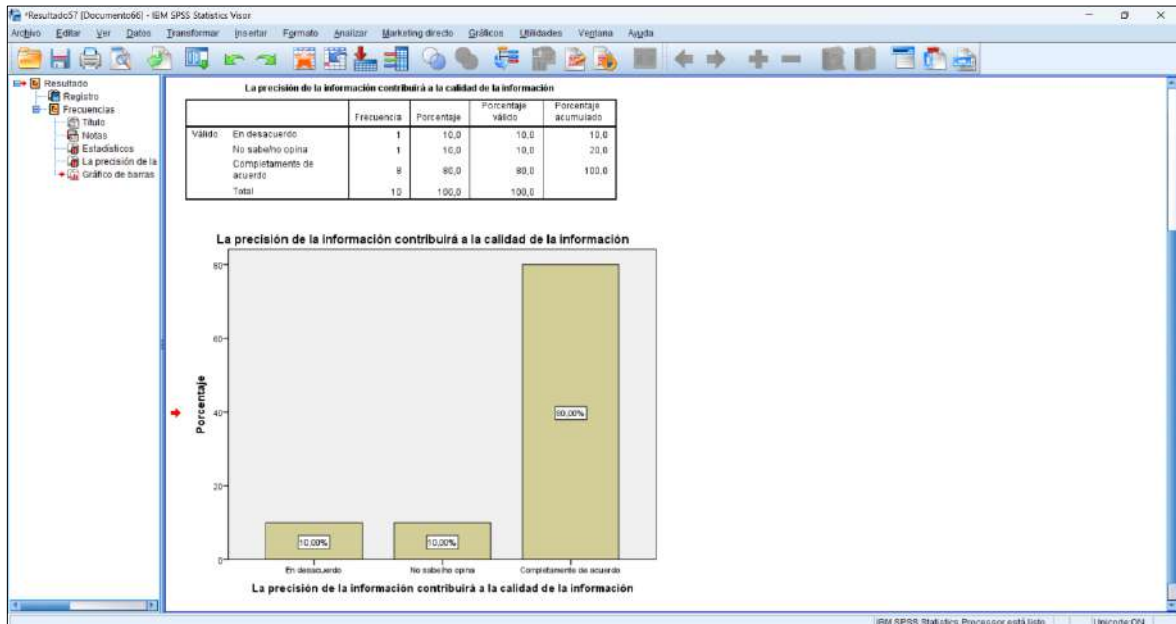 *Resultado57 [Documento66] - IBM SPSS Statistics Visor
Archivo Editar Ver Datos Transformar Insertar Formato Analizar Marketing directo Gráficos Utilidades Ventana Ayuda
Resultado
Registro
Frecuencias
Título
Notas
Estadísticos
La precisión de la
Gráfico de barras
La precisión de la información contribuirá a la calidad de la información
Frecuencia Porcentaje Porcentaje válido Porcentaje acumulado
Válido En desacuerdo 1 10,0 10,0 10,0
No sabe/no opina 1 10,0 10,0 20,0
Completamente de acuerdo 8 80,0 80,0 100,0
Total 10 100,0 100,0
La precisión de la información contribuirá a la calidad de la información
Porcentaje
80
60
40
20
0
10,00%
10,00%
80,00%
En desacuerdo No sabe/no opina Completamente de acuerdo
La precisión de la información contribuirá a la calidad de la información
IBM SPSS Statistics Processor está listo Unicode:ON